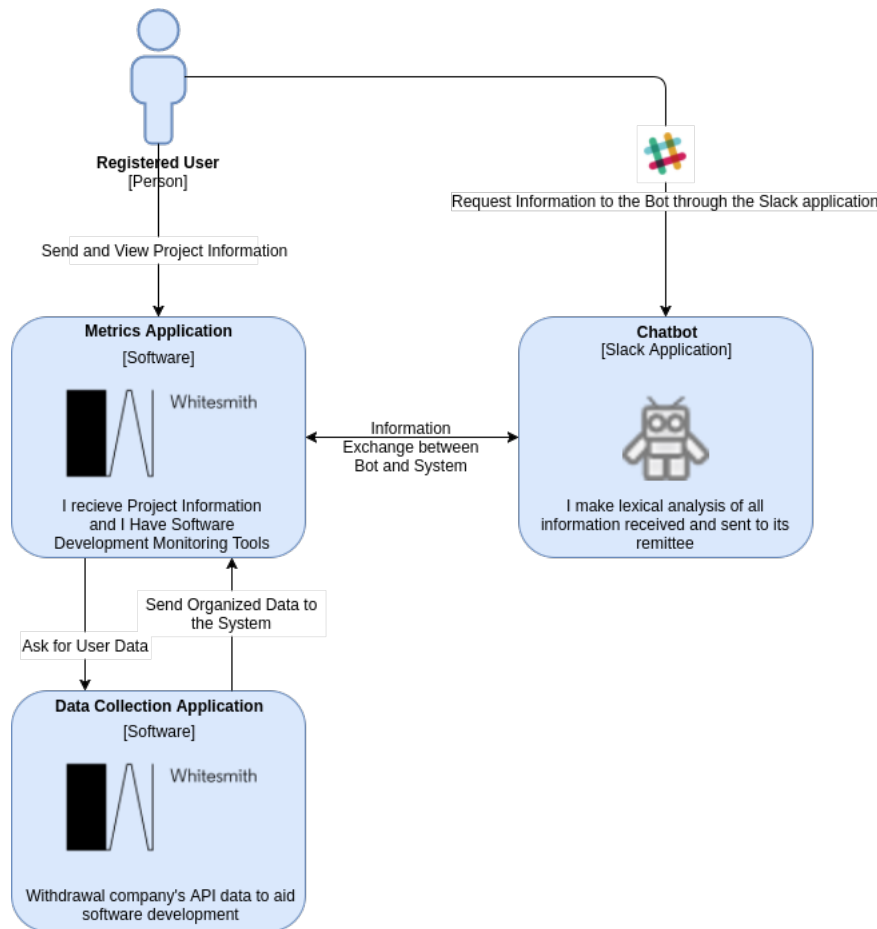 Registered User
[Person]
Request Information to the Bot through the Slack application
Send and View Project Information
Metrics Application
[Software]
Whitesmith
I recieve Project Information
and I Have Software
Development Monitoring Tools
Chatbot
[Slack Application]
I make lexical analysis of all
information received and sent to its
remittee
Information
Exchange between
Bot and System
Send Organized Data to
the System
Ask for User Data
Data Collection Application
[Software]
Whitesmith
Withdrawal company's API data to aid
software development